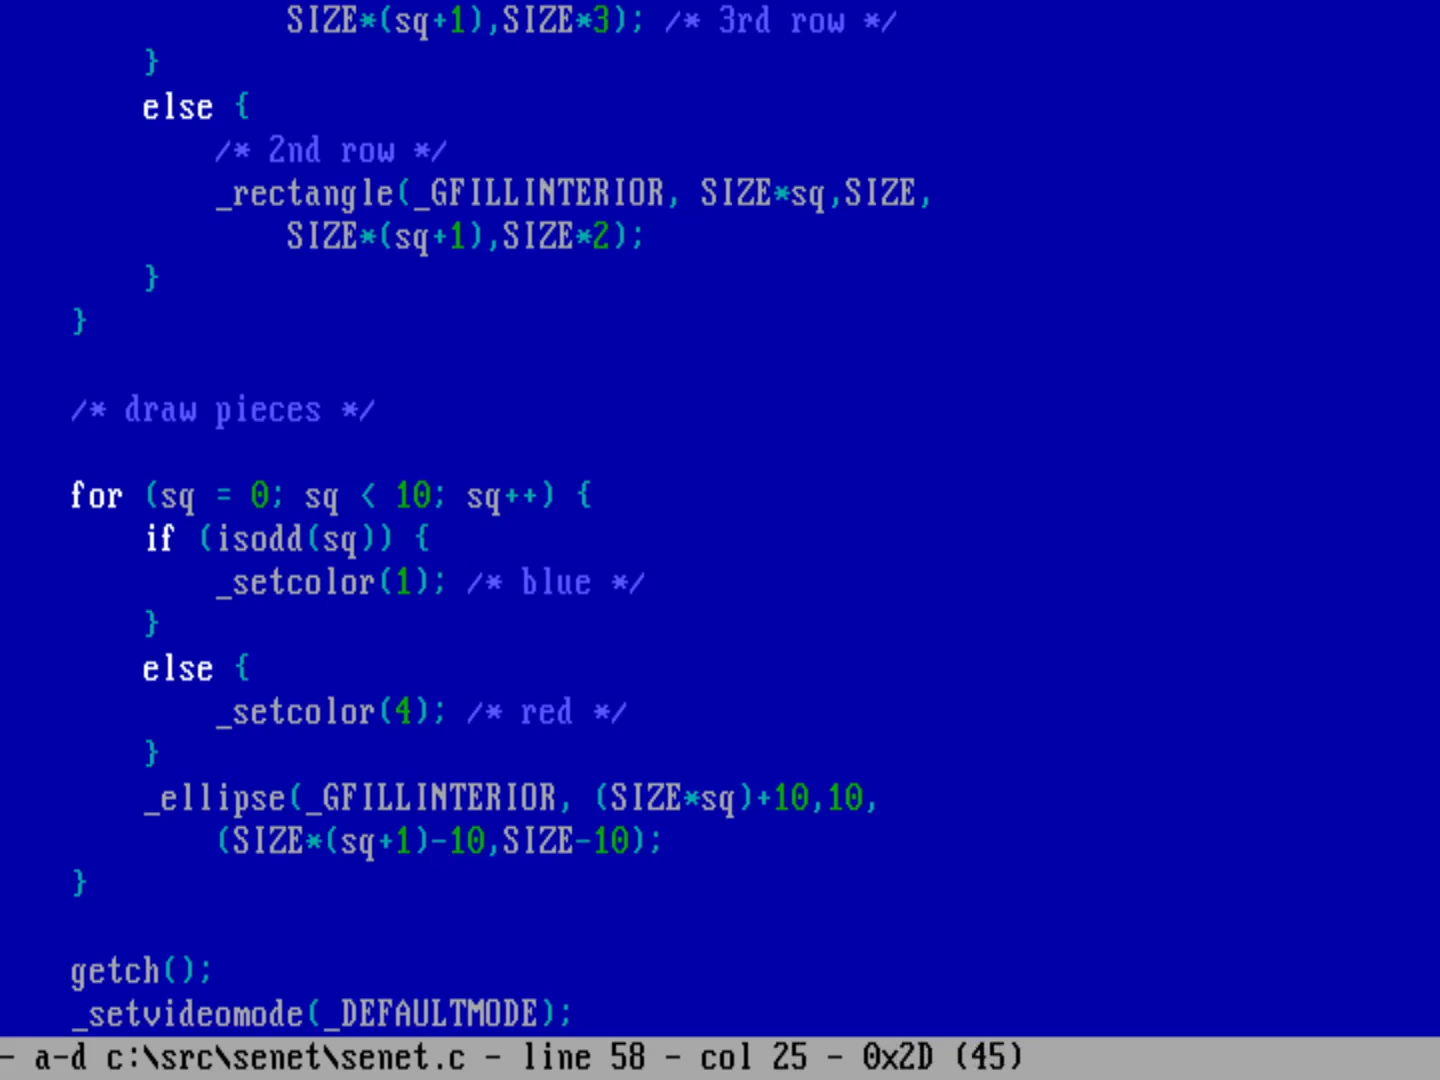 SIZE*(sq+1),SIZE*3); /* 3rd row */
}
else {
/* 2nd row */
_rectangle(_GFILLINTERIOR, SIZE*sq,SIZE,
SIZE*(sq+1),SIZE*2);
}
}
/* draw pieces */
for (sq = 0; sq < 10; sq++) {
if (isodd(sq)) {
_setcolor(1); /* blue */
}
else {
_setcolor(4); /* red */
}
_ellipse(_GFILLINTERIOR, (SIZE*sq)+10,10,
(SIZE*(sq+1)-10,SIZE-10);
}
getch();
_setvideomode(_DEFAULTMODE);
- a-d c:\src\senet\senet.c - line 58 - col 25 - 0x2D (45)